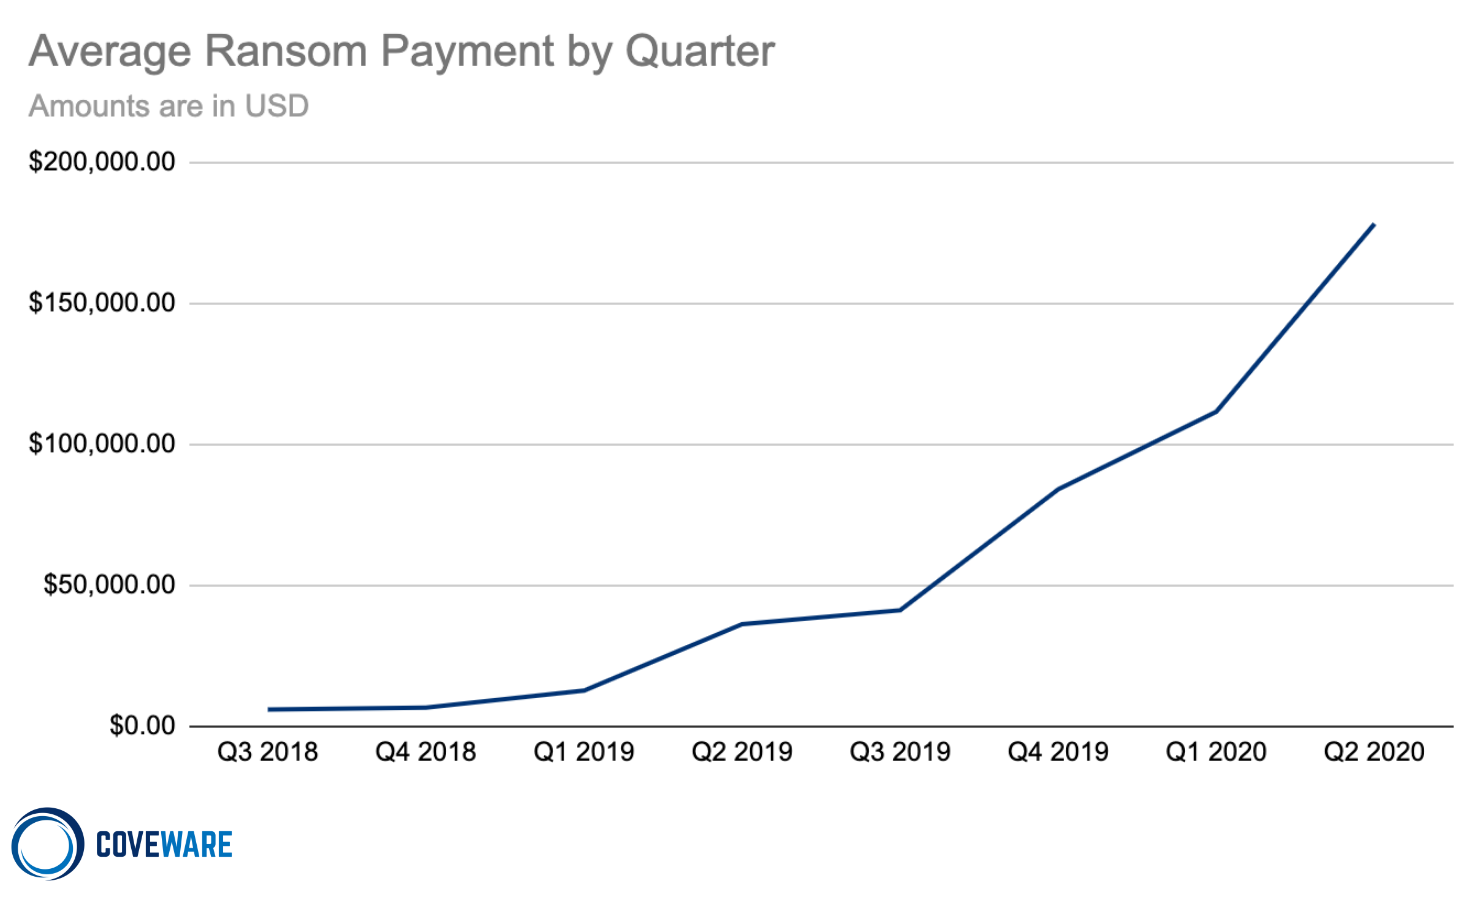 Average Ransom Payment by Quarter
Amounts are in USD
$200,000.00
$150,000.00
$100,000.00
$50,000.00
$0.00
Q3 2018 Q4 2018 Q1 2019 Q2 2019 Q3 2019 Q4 2019 Q1 2020 Q2 2020
COVEWARE